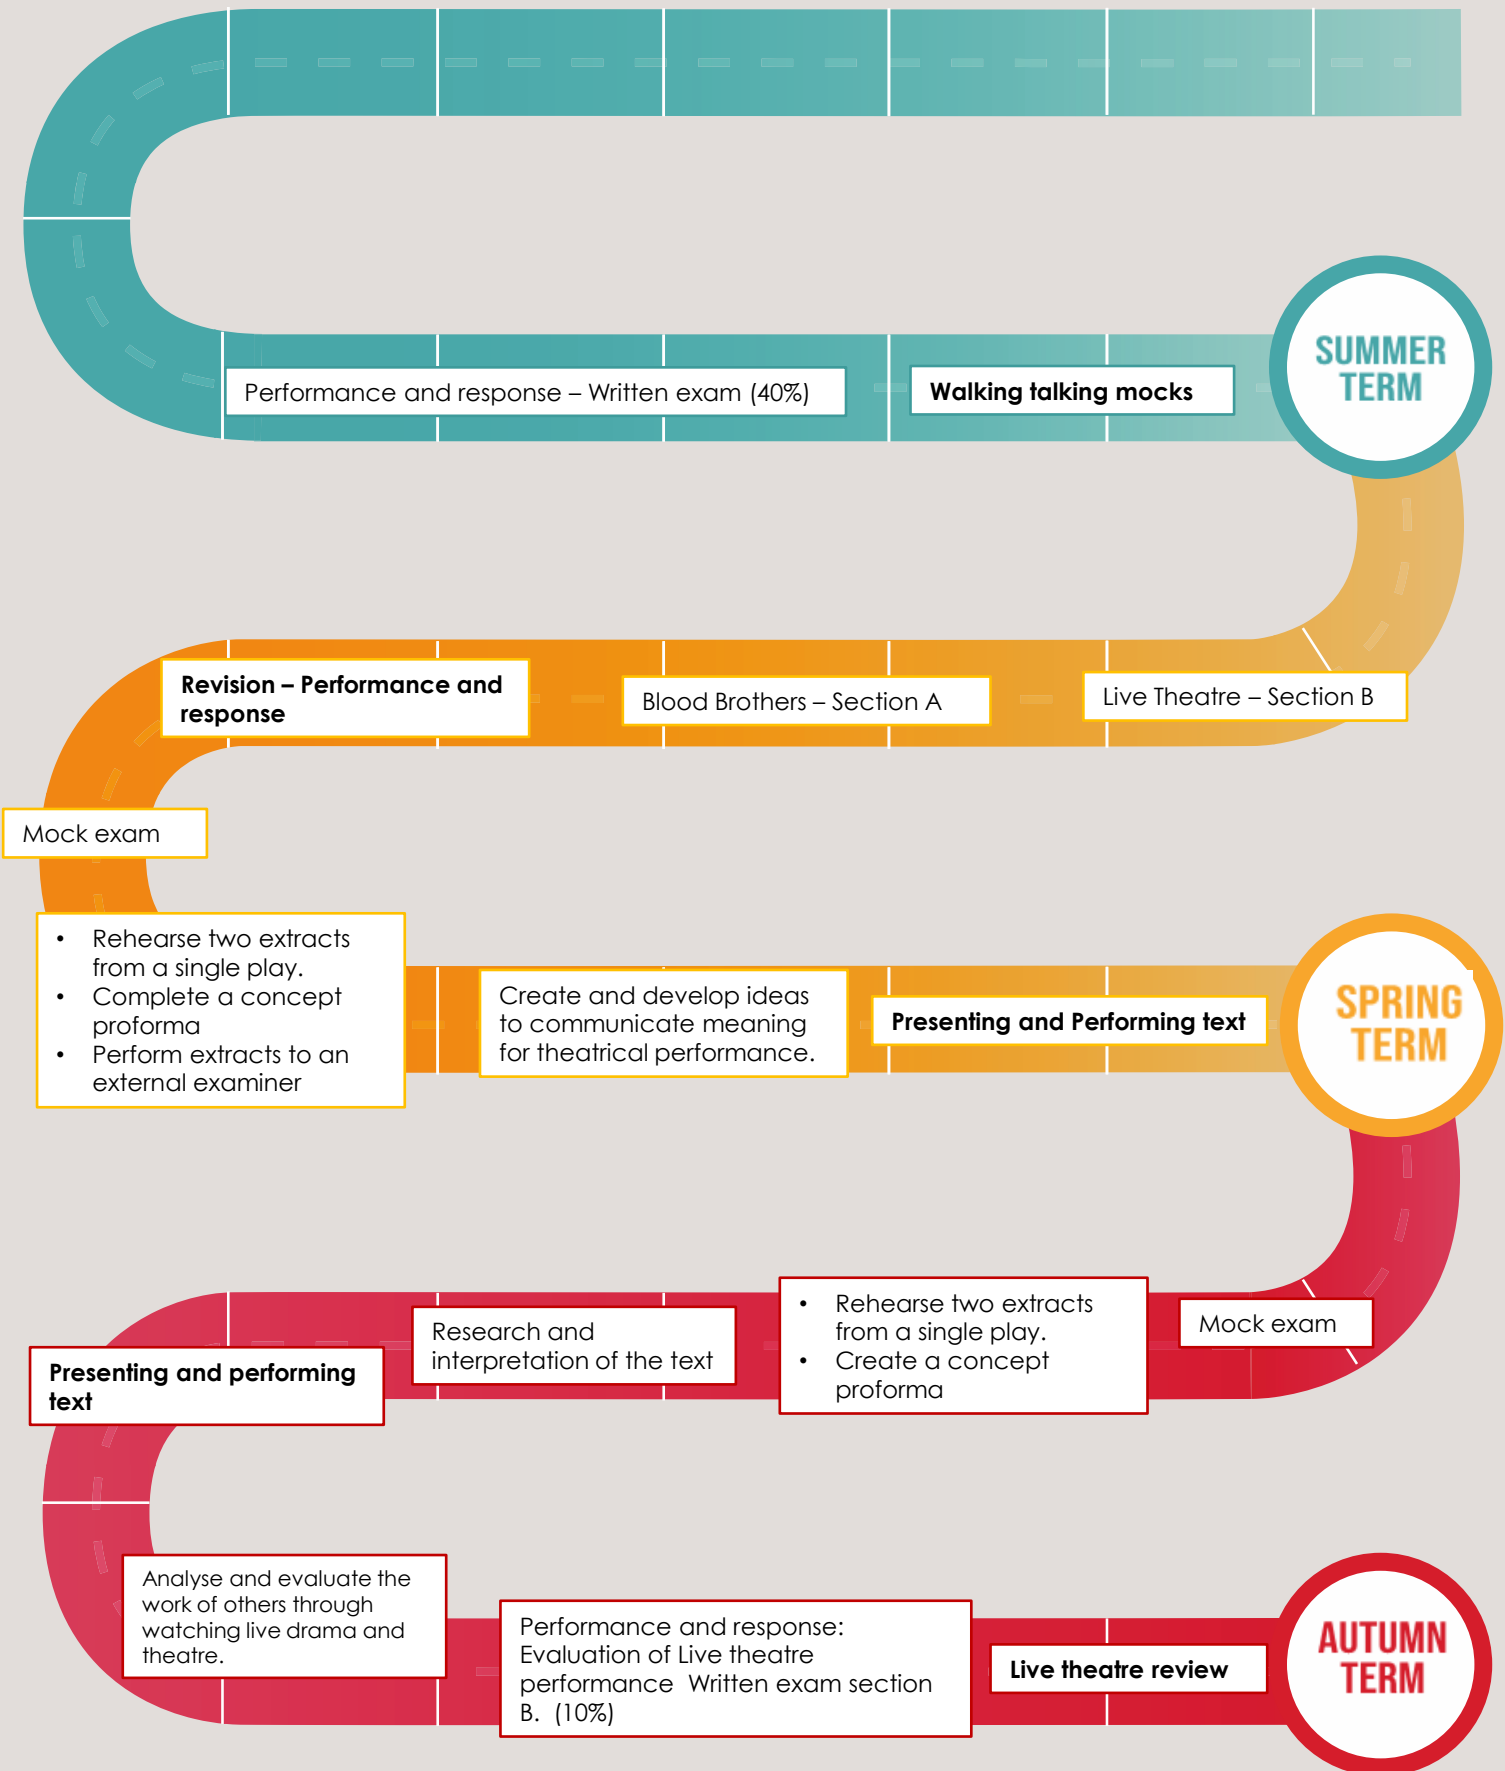 SUMMER
TERM
Performance and response – Written exam (40%)
Walking talking mocks
Revision – Performance and
response
Blood Brothers – Section A
Live Theatre – Section B
Mock exam
• Rehearse two extracts
from a single play.
• Complete a concept
proforma
• Perform extracts to an
external examiner
Create and develop ideas
to communicate meaning
for theatrical performance.
Presenting and Performing text
SPRING
TERM
Presenting and performing
text
Research and
interpretation of the text
• Rehearse two extracts
from a single play.
• Create a concept
proforma
Mock exam
Analyse and evaluate the
work of others through
watching live drama and
theatre.
Performance and response:
Evaluation of Live theatre
performance  Written exam section
B.  (10%)
Live theatre review
AUTUMN
TERM